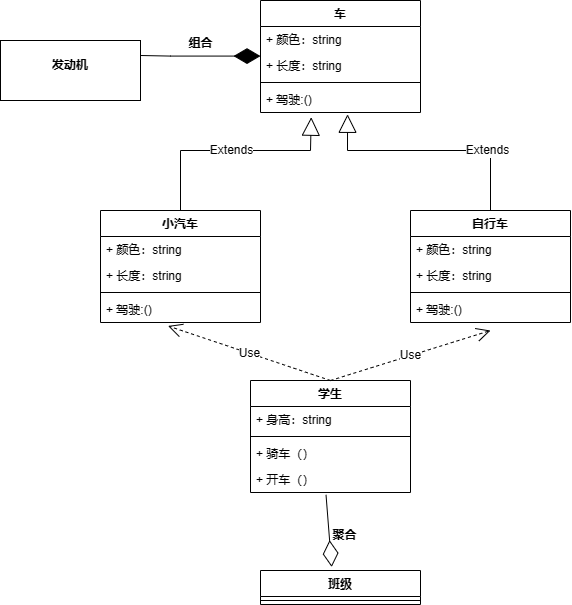 车
+ 颜色：string
+ 长度：string
+ 驾驶:()
发动机
组合
Extends
Extends
小汽车
+ 颜色：string
+ 长度：string
+ 驾驶:()
自行车
+ 颜色：string
+ 长度：string
+ 驾驶:()
Use
Use
学生
+ 身高：string
+ 骑车（）
+ 开车（）
聚合
班级